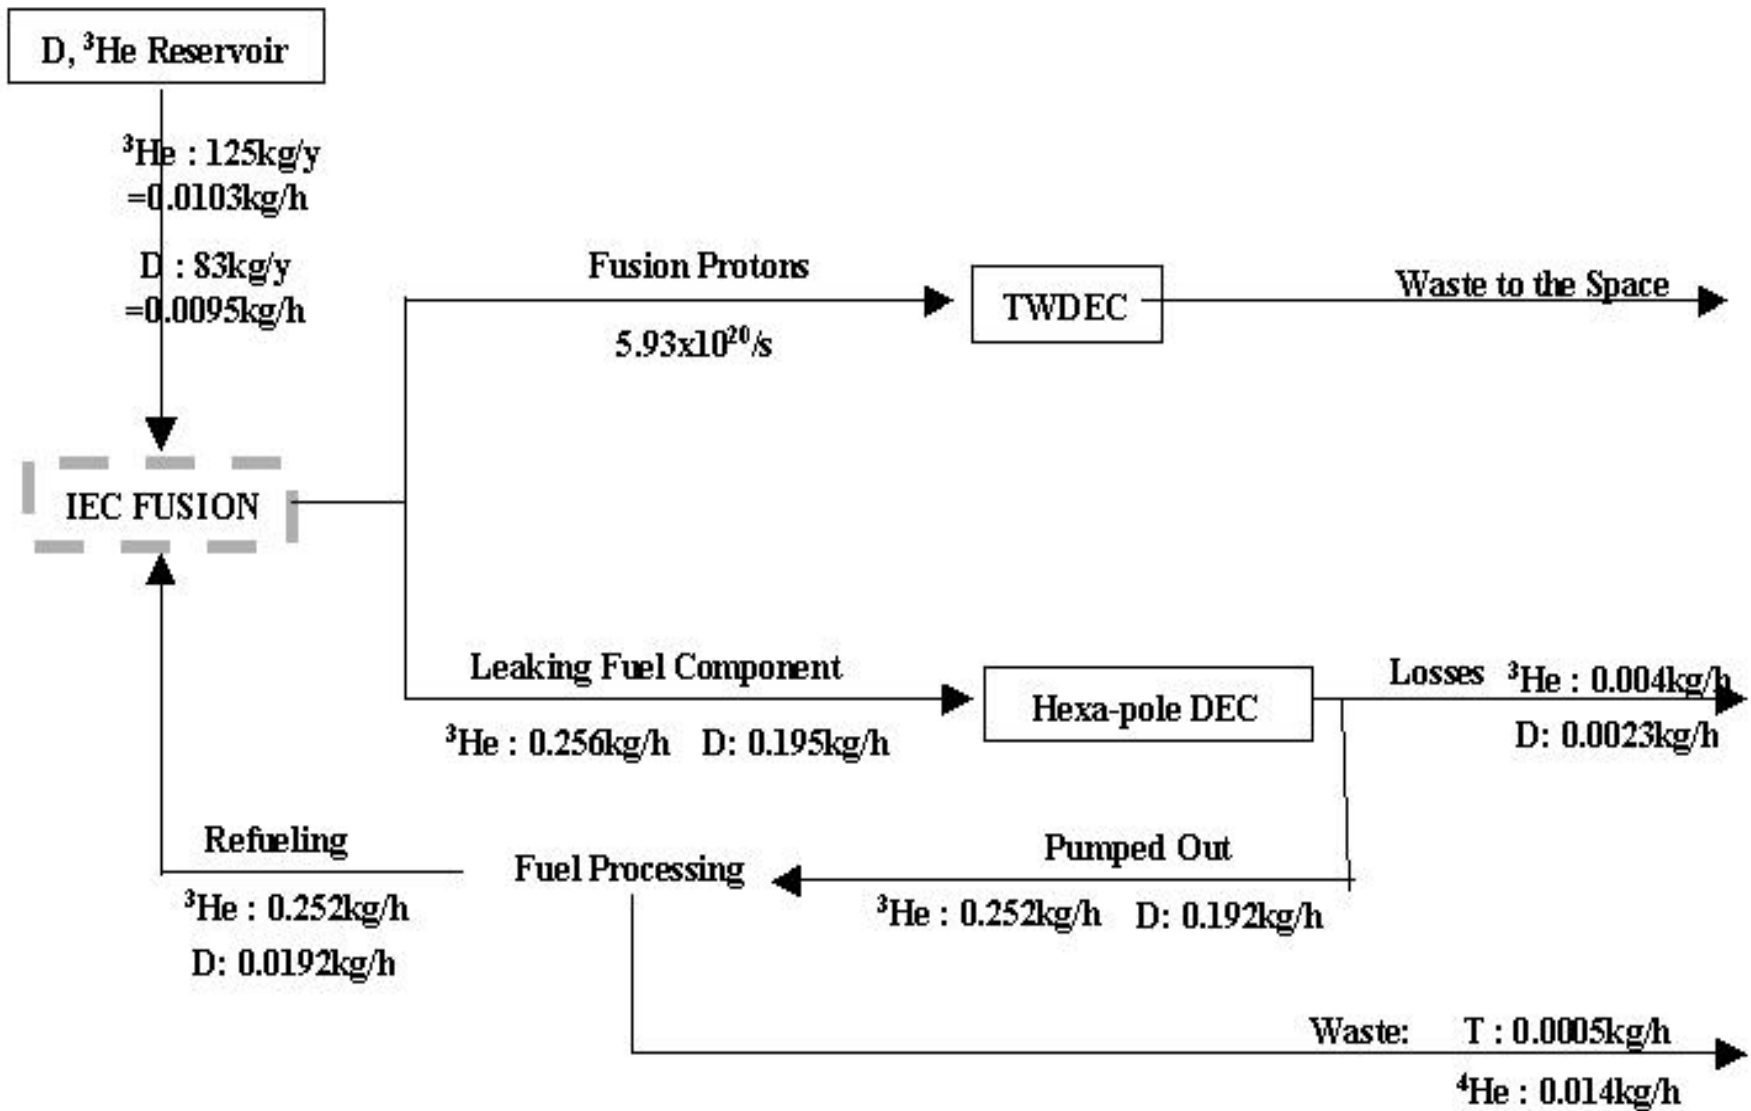 D, ³He Reservoir
³He : 125kg/y
=0.0103kg/h
D : 83kg/y
=0.0095kg/h
Fusion Protons
5.93x10²⁰/s
TWDEC
Waste to the Space
IEC FUSION
Leaking Fuel Component
³He : 0.256kg/h D: 0.195kg/h
Hexa-pole DEC
Losses ³He : 0.004kg/h
D: 0.0023kg/h
Refueling
³He : 0.252kg/h
D: 0.0192kg/h
Fuel Processing
Pumped Out
³He : 0.252kg/h D: 0.192kg/h
Waste: T : 0.0005kg/h
⁴He : 0.014kg/h